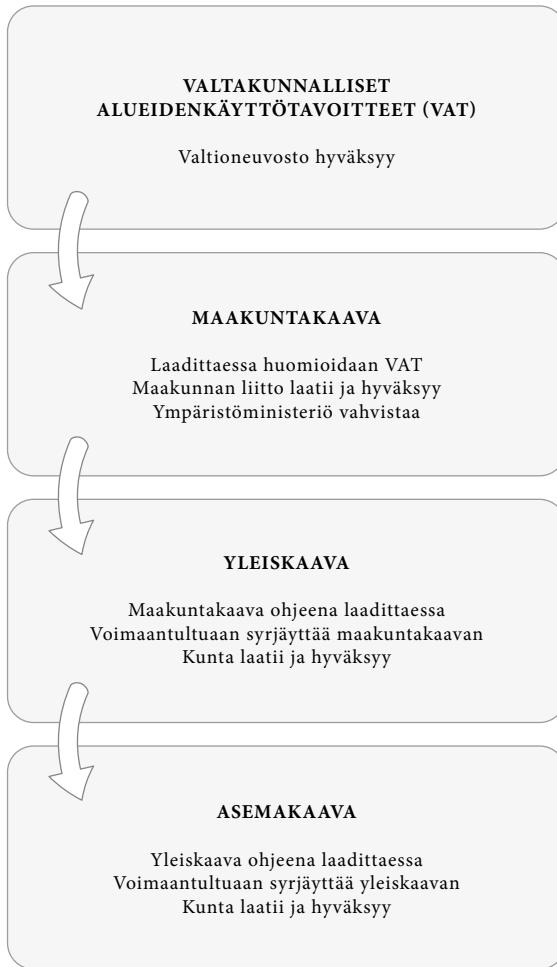 VALTAKUNNALLISET
ALUEIDENKÄYTTÖTAVOITTEET (VAT)
Valtioneuvosto hyväksyy
MAAKUNTAKAAVA
Laadittaessa huomioidaan VAT
Maakunnan liitto laatii ja hyväksyy
Ympäristöministeriö vahvistaa
YLEISKAAVA
Maakuntakaava ohjeena laadittaessa
Voimaantultuaan syrjäyttää maakuntakaavan
Kunta laatii ja hyväksyy
ASEMAKAAVA
Yleiskaava ohjeena laadittaessa
Voimaantultuaan syrjäyttää yleiskaavan
Kunta laatii ja hyväksyy